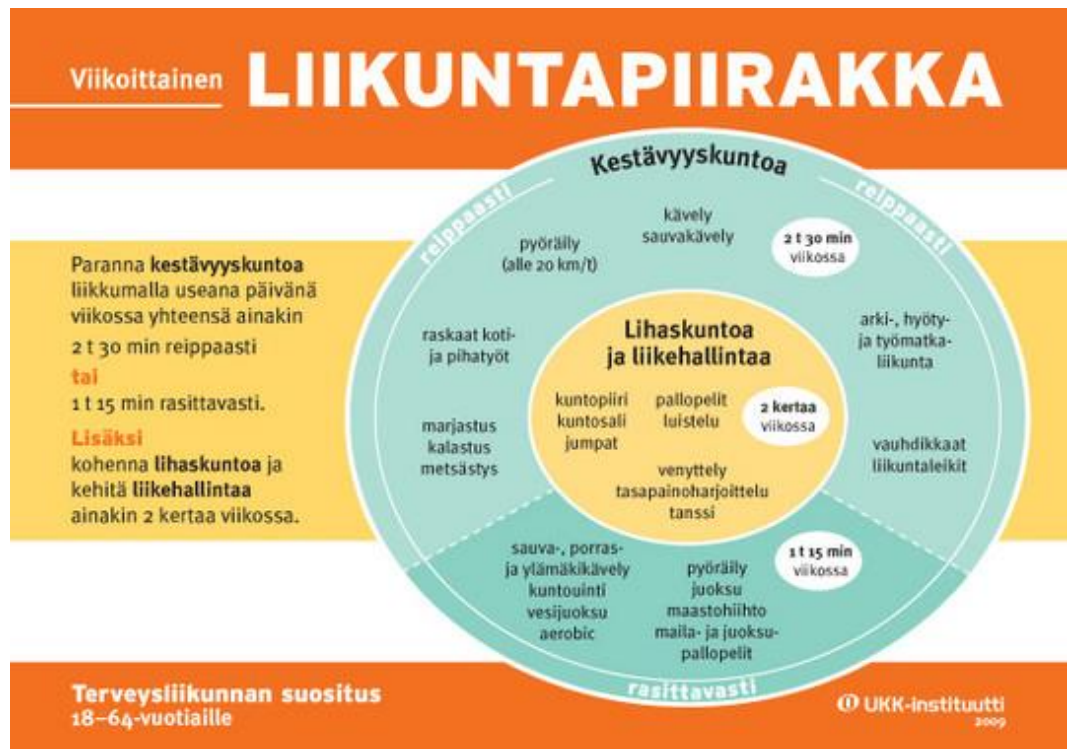 Viikoittainen LIIKUNTAPIIRAKKA
Paranna kestävyyskuntoa
liikkumalla useana päivänä
viikossa yhteensä ainakin
2 t 30 min reippaasti
tai
1 t 15 min rasittavasti.
Lisäksi
kohenna lihaskuntoa ja
kehitä liikehallintaa
ainakin 2 kertaa viikossa.
Kestävyyskuntoa
reippaasti
reippaasti
kävely
sauvakävely
2 t 30 min
viikossa
pyöräily
(alle 20 km/t)
raskaat koti-
ja pihatyöt
marjastus
kalastus
metsästys
arki-, hyöty-
ja työmatka-
liikunta
vauhdikkaat
liikuntaleikit
Lihaskuntoa
ja liikehallintaa
kuntopiiri
kuntosali
jumpat
pallopelit
luistelu
2 kertaa
viikossa
venyttely
tasapainoharjoittelu
tanssi
sauva-, porras-
ja ylämäkikävely
kuntouinti
vesijuoksu
aerobic
pyöräily
juoksu
maastohiihto
maila- ja juoksu-
pallopelit
1 t 15 min
viikossa
rasittavasti
Terveysliikunnan suositus
18–64-vuotiaille
UKK-instituutti
2009